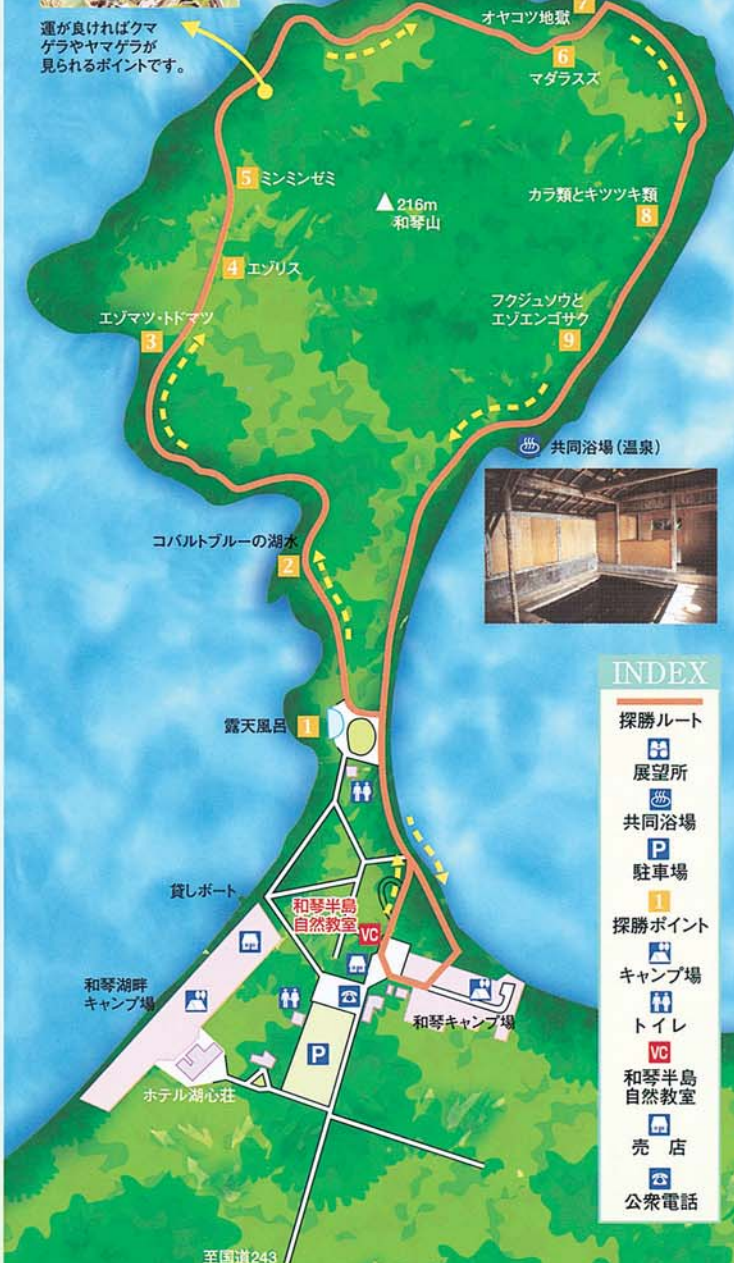 運が良ければクマ
ゲラやヤマゲラが
見られるポイントです。
7
オヤコツ地獄
6
マダラスズ
5 ミンミンゼミ
216m
和琴山
カラ類とキツツキ類
8
4 エゾリス
エゾマツ・トドマツ
3
フクジュソウと
エゾエンゴサク
9
共同浴場(温泉)
コバルトブルーの湖水
2
露天風呂 1
貸しボート
和琴半島
自然教室
VC
和琴湖畔
キャンプ場
P
和琴キャンプ場
ホテル湖心荘
至国道243
INDEX
探勝ルート
展望所
共同浴場
P
駐車場
1
探勝ポイント
キャンプ場
トイレ
VC
和琴半島
自然教室
売 店
公衆電話